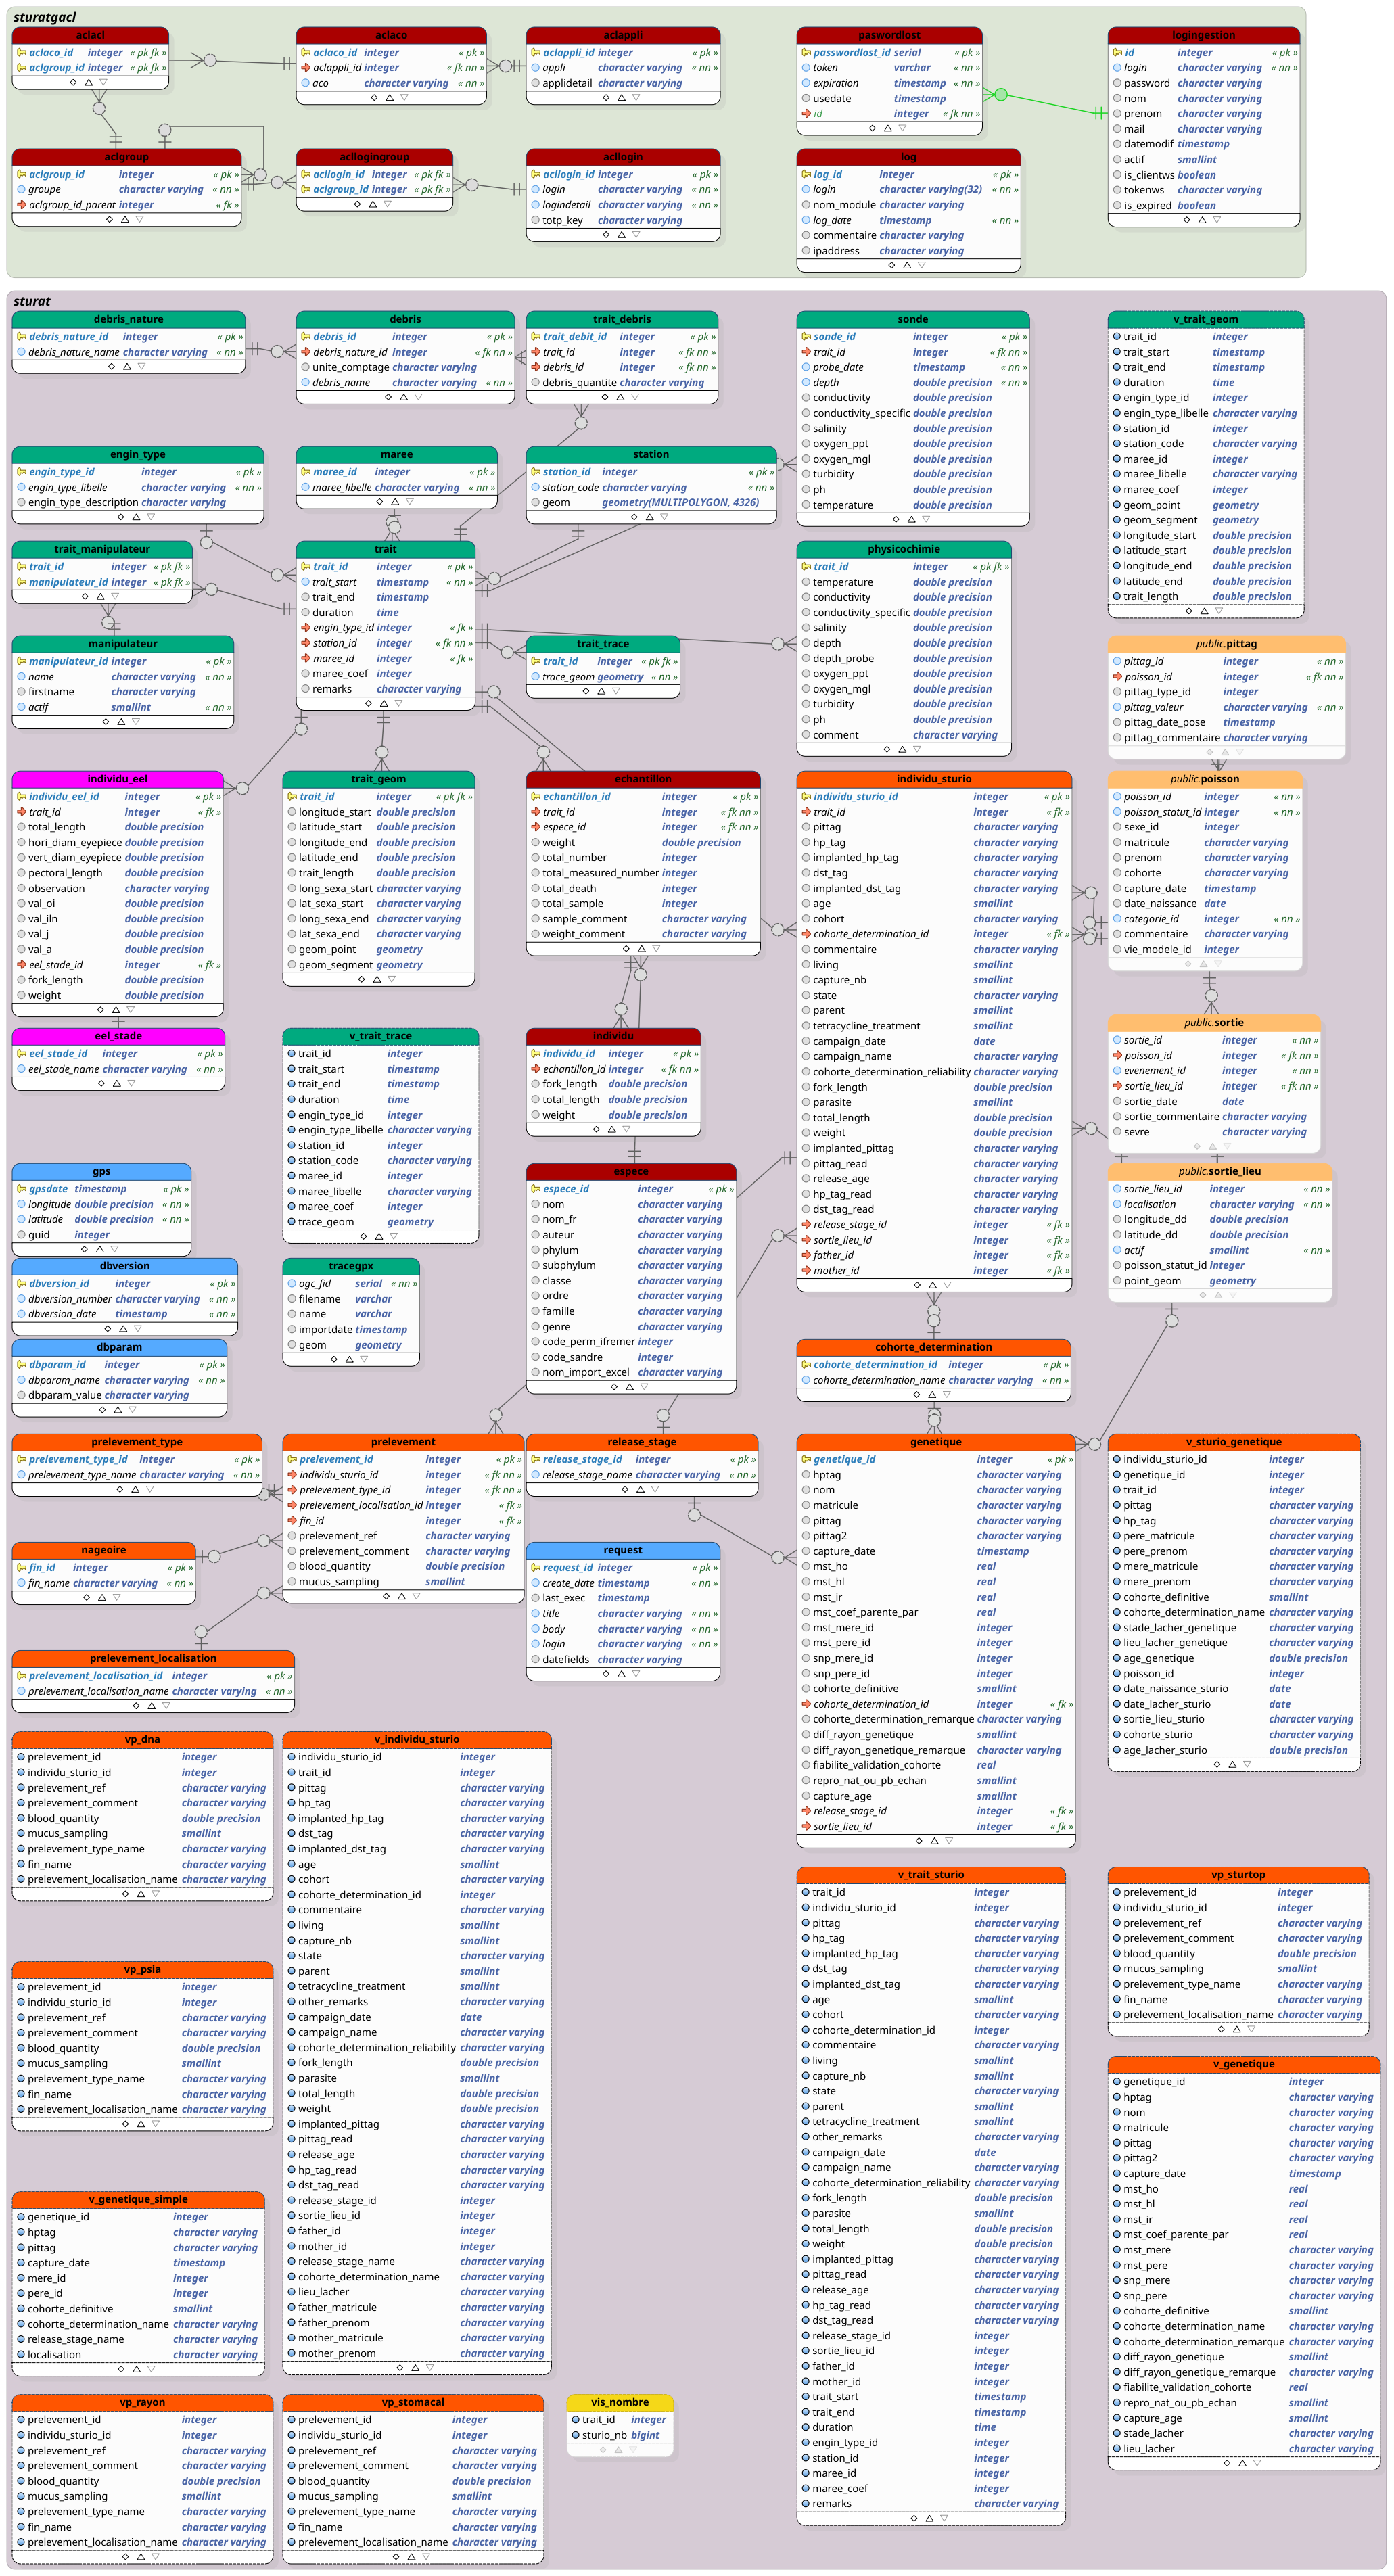 sturatgacl
aclacl
aclaco_id integer « pk fk »
aclgroup_id integer « pk fk »
aclaco
aclaco_id integer « pk »
aclappli_id integer « fk nn »
aco character varying « nn »
aclappli
aclappli_id integer « pk »
appli character varying « nn »
applidetail character varying
paswordlost
passwordlost_id serial « pk »
token varchar « nn »
expiration timestamp « nn »
usedate timestamp
id integer « fk nn »
logingestion
id integer « pk »
login character varying « nn »
password character varying
nom character varying
prenom character varying
mail character varying
datemodif timestamp
actif smallint
is_clientws boolean
tokenws character varying
is_expired boolean
aclgroup
aclgroup_id integer « pk »
groupe character varying « nn »
aclgroup_id_parent integer « fk »
acllogingroup
acllogin_id integer « pk fk »
aclgroup_id integer « pk fk »
acllogin
acllogin_id integer « pk »
login character varying « nn »
logindetail character varying « nn »
totp_key character varying
log
log_id integer « pk »
login character varying(32) « nn »
nom_module character varying
log_date timestamp « nn »
commentaire character varying
ipaddress character varying
sturat
debris_nature
debris_nature_id integer « pk »
debris_nature_name character varying « nn »
debris
debris_id integer « pk »
debris_nature_id integer « fk nn »
unite_comptage character varying
debris_name character varying « nn »
trait_debris
trait_debit_id integer « pk »
trait_id integer « fk nn »
debris_id integer « fk nn »
debris_quantite character varying
sonde
sonde_id integer « pk »
trait_id integer « fk nn »
probe_date timestamp « nn »
depth double precision « nn »
conductivity double precision
conductivity_specific double precision
salinity double precision
oxygen_ppt double precision
oxygen_mgl double precision
turbidity double precision
ph double precision
temperature double precision
v_trait_geom
trait_id integer
trait_start timestamp
trait_end timestamp
duration time
engin_type_id integer
engin_type_libelle character varying
station_id integer
station_code character varying
maree_id integer
maree_libelle character varying
maree_coef integer
geom_point geometry
geom_segment geometry
longitude_start double precision
latitude_start double precision
longitude_end double precision
latitude_end double precision
trait_length double precision
engin_type
engin_type_id integer « pk »
engin_type_libelle character varying « nn »
engin_type_description character varying
maree
maree_id integer « pk »
maree_libelle character varying « nn »
station
station_id integer « pk »
station_code character varying « nn »
geom geometry(MULTIPOLYGON, 4326)
trait_manipulateur
trait_id integer « pk fk »
manipulateur_id integer « pk fk »
trait
trait_id integer « pk »
trait_start timestamp « nn »
trait_end timestamp
duration time
engin_type_id integer « fk »
station_id integer « fk nn »
maree_id integer « fk »
maree_coef integer
remarks character varying
physicochimie
trait_id integer « pk fk »
temperature double precision
conductivity double precision
conductivity_specific double precision
salinity double precision
depth double precision
depth_probe double precision
oxygen_ppt double precision
oxygen_mgl double precision
turbidity double precision
ph double precision
comment character varying
manipulateur
manipulateur_id integer « pk »
name character varying « nn »
firstname character varying
actif smallint « nn »
trait_trace
trait_id integer « pk fk »
trace_geom geometry « nn »
public.pittag
pittag_id integer « nn »
poisson_id integer « fk nn »
pittag_type_id integer
pittag_valeur character varying « nn »
pittag_date_pose timestamp
pittag_commentaire character varying
individu_eel
individu_eel_id integer « pk »
trait_id integer « fk »
total_length double precision
hori_diam_eyepiece double precision
vert_diam_eyepiece double precision
pectoral_length double precision
observation character varying
val_oi double precision
val_iln double precision
val_j double precision
val_a double precision
eel_stade_id integer « fk »
fork_length double precision
weight double precision
trait_geom
trait_id integer « pk fk »
longitude_start double precision
latitude_start double precision
longitude_end double precision
latitude_end double precision
trait_length double precision
long_sexa_start character varying
lat_sexa_start character varying
long_sexa_end character varying
lat_sexa_end character varying
geom_point geometry
geom_segment geometry
echantillon
echantillon_id integer « pk »
trait_id integer « fk nn »
espece_id integer « fk nn »
weight double precision
total_number integer
total_measured_number integer
total_death integer
total_sample integer
sample_comment character varying
weight_comment character varying
individu_sturio
individu_sturio_id integer « pk »
trait_id integer « fk »
pittag character varying
hp_tag character varying
implanted_hp_tag character varying
dst_tag character varying
implanted_dst_tag character varying
age smallint
cohort character varying
cohorte_determination_id integer « fk »
commentaire character varying
living smallint
capture_nb smallint
state character varying
parent smallint
tetracycline_treatment smallint
campaign_date date
campaign_name character varying
cohorte_determination_reliability character varying
fork_length double precision
parasite smallint
total_length double precision
weight double precision
implanted_pittag character varying
pittag_read character varying
release_age character varying
hp_tag_read character varying
dst_tag_read character varying
release_stage_id integer « fk »
sortie_lieu_id integer « fk »
father_id integer « fk »
mother_id integer « fk »
public.poisson
poisson_id integer « nn »
poisson_statut_id integer « nn »
sexe_id integer
matricule character varying
prenom character varying
cohorte character varying
capture_date timestamp
date_naissance date
categorie_id integer « nn »
commentaire character varying
vie_modele_id integer
eel_stade
eel_stade_id integer « pk »
eel_stade_name character varying « nn »
v_trait_trace
trait_id integer
trait_start timestamp
trait_end timestamp
duration time
engin_type_id integer
engin_type_libelle character varying
station_id integer
station_code character varying
maree_id integer
maree_libelle character varying
maree_coef integer
trace_geom geometry
individu
individu_id integer « pk »
echantillon_id integer « fk nn »
fork_length double precision
total_length double precision
weight double precision
public.sortie
sortie_id integer « nn »
poisson_id integer « fk nn »
evenement_id integer « nn »
sortie_lieu_id integer « fk nn »
sortie_date date
sortie_commentaire character varying
sevre character varying
gps
gpsdate timestamp « pk »
longitude double precision « nn »
latitude double precision « nn »
guid integer
espece
espece_id integer « pk »
nom character varying
nom_fr character varying
auteur character varying
phylum character varying
subphylum character varying
classe character varying
ordre character varying
famille character varying
genre character varying
code_perm_ifremer integer
code_sandre integer
nom_import_excel character varying
public.sortie_lieu
sortie_lieu_id integer « nn »
localisation character varying « nn »
longitude_dd double precision
latitude_dd double precision
actif smallint « nn »
poisson_statut_id integer
point_geom geometry
dbversion
dbversion_id integer « pk »
dbversion_number character varying « nn »
dbversion_date timestamp « nn »
tracegpx
ogc_fid serial « nn »
filename varchar
name varchar
importdate timestamp
geom geometry
dbparam
dbparam_id integer « pk »
dbparam_name character varying « nn »
dbparam_value character varying
cohorte_determination
cohorte_determination_id integer « pk »
cohorte_determination_name character varying « nn »
prelevement_type
prelevement_type_id integer « pk »
prelevement_type_name character varying « nn »
prelevement
prelevement_id integer « pk »
individu_sturio_id integer « fk nn »
prelevement_type_id integer « fk nn »
prelevement_localisation_id integer « fk »
fin_id integer « fk »
prelevement_ref character varying
prelevement_comment character varying
blood_quantity double precision
mucus_sampling smallint
release_stage
release_stage_id integer « pk »
release_stage_name character varying « nn »
genetique
genetique_id integer « pk »
hptag character varying
nom character varying
matricule character varying
pittag character varying
pittag2 character varying
capture_date timestamp
mst_ho real
mst_hl real
mst_ir real
mst_coef_parente_par real
mst_mere_id integer
mst_pere_id integer
snp_mere_id integer
snp_pere_id integer
cohorte_definitive smallint
cohorte_determination_id integer « fk »
cohorte_determination_remarque character varying
diff_rayon_genetique smallint
diff_rayon_genetique_remarque character varying
fiabilite_validation_cohorte real
repro_nat_ou_pb_echan smallint
capture_age smallint
release_stage_id integer « fk »
sortie_lieu_id integer « fk »
v_sturio_genetique
individu_sturio_id integer
genetique_id integer
trait_id integer
pittag character varying
hp_tag character varying
pere_matricule character varying
pere_prenom character varying
mere_matricule character varying
mere_prenom character varying
cohorte_definitive smallint
cohorte_determination_name character varying
stade_lacher_genetique character varying
lieu_lacher_genetique character varying
age_genetique double precision
poisson_id integer
date_naissance_sturio date
date_lacher_sturio date
sortie_lieu_sturio character varying
cohorte_sturio character varying
age_lacher_sturio double precision
nageoire
fin_id integer « pk »
fin_name character varying « nn »
request
request_id integer « pk »
create_date timestamp « nn »
last_exec timestamp
title character varying « nn »
body character varying « nn »
login character varying « nn »
datefields character varying
prelevement_localisation
prelevement_localisation_id integer « pk »
prelevement_localisation_name character varying « nn »
vp_dna
prelevement_id integer
individu_sturio_id integer
prelevement_ref character varying
prelevement_comment character varying
blood_quantity double precision
mucus_sampling smallint
prelevement_type_name character varying
fin_name character varying
prelevement_localisation_name character varying
v_individu_sturio
individu_sturio_id integer
trait_id integer
pittag character varying
hp_tag character varying
implanted_hp_tag character varying
dst_tag character varying
implanted_dst_tag character varying
age smallint
cohort character varying
cohorte_determination_id integer
commentaire character varying
living smallint
capture_nb smallint
state character varying
parent smallint
tetracycline_treatment smallint
other_remarks character varying
campaign_date date
campaign_name character varying
cohorte_determination_reliability character varying
fork_length double precision
parasite smallint
total_length double precision
weight double precision
implanted_pittag character varying
pittag_read character varying
release_age character varying
hp_tag_read character varying
dst_tag_read character varying
release_stage_id integer
sortie_lieu_id integer
father_id integer
mother_id integer
release_stage_name character varying
cohorte_determination_name character varying
lieu_lacher character varying
father_matricule character varying
father_prenom character varying
mother_matricule character varying
mother_prenom character varying
v_trait_sturio
trait_id integer
individu_sturio_id integer
pittag character varying
hp_tag character varying
implanted_hp_tag character varying
dst_tag character varying
implanted_dst_tag character varying
age smallint
cohort character varying
cohorte_determination_id integer
commentaire character varying
living smallint
capture_nb smallint
state character varying
parent smallint
tetracycline_treatment smallint
other_remarks character varying
campaign_date date
campaign_name character varying
cohorte_determination_reliability character varying
fork_length double precision
parasite smallint
total_length double precision
weight double precision
implanted_pittag character varying
pittag_read character varying
release_age character varying
hp_tag_read character varying
dst_tag_read character varying
release_stage_id integer
sortie_lieu_id integer
father_id integer
mother_id integer
trait_start timestamp
trait_end timestamp
duration time
engin_type_id integer
station_id integer
maree_id integer
maree_coef integer
remarks character varying
vp_sturtop
prelevement_id integer
individu_sturio_id integer
prelevement_ref character varying
prelevement_comment character varying
blood_quantity double precision
mucus_sampling smallint
prelevement_type_name character varying
fin_name character varying
prelevement_localisation_name character varying
vp_psia
prelevement_id integer
individu_sturio_id integer
prelevement_ref character varying
prelevement_comment character varying
blood_quantity double precision
mucus_sampling smallint
prelevement_type_name character varying
fin_name character varying
prelevement_localisation_name character varying
v_genetique
genetique_id integer
hptag character varying
nom character varying
matricule character varying
pittag character varying
pittag2 character varying
capture_date timestamp
mst_ho real
mst_hl real
mst_ir real
mst_coef_parente_par real
mst_mere character varying
mst_pere character varying
snp_mere character varying
snp_pere character varying
cohorte_definitive smallint
cohorte_determination_name character varying
cohorte_determination_remarque character varying
diff_rayon_genetique smallint
diff_rayon_genetique_remarque character varying
fiabilite_validation_cohorte real
repro_nat_ou_pb_echan smallint
capture_age smallint
stade_lacher character varying
lieu_lacher character varying
v_genetique_simple
genetique_id integer
hptag character varying
pittag character varying
capture_date timestamp
mere_id integer
pere_id integer
cohorte_definitive smallint
cohorte_determination_name character varying
release_stage_name character varying
localisation character varying
vp_rayon
prelevement_id integer
individu_sturio_id integer
prelevement_ref character varying
prelevement_comment character varying
blood_quantity double precision
mucus_sampling smallint
prelevement_type_name character varying
fin_name character varying
prelevement_localisation_name character varying
vp_stomacal
prelevement_id integer
individu_sturio_id integer
prelevement_ref character varying
prelevement_comment character varying
blood_quantity double precision
mucus_sampling smallint
prelevement_type_name character varying
fin_name character varying
prelevement_localisation_name character varying
vis_nombre
trait_id integer
sturio_nb bigint